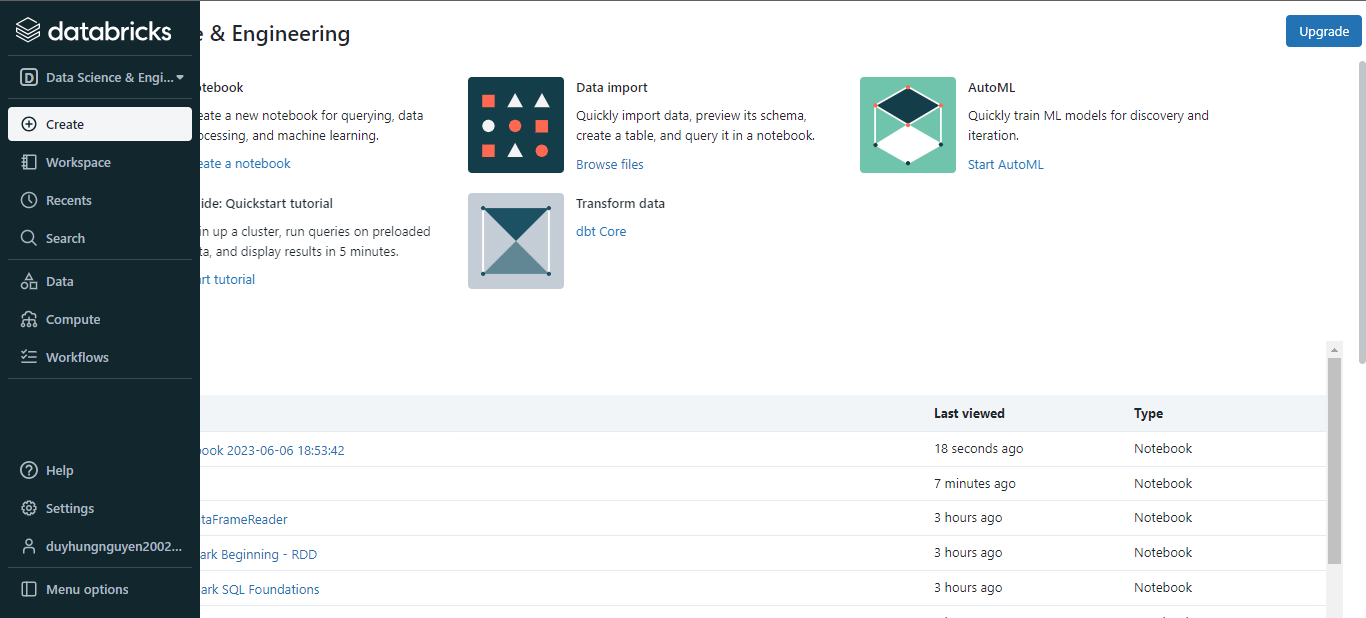 databricks
Data Science & Engi...
Create
Workspace
Recents
Search
Data
Compute
Workflows
Help
Settings
duyhungnguyen2002...
Menu options
& Engineering
Upgrade
otebook
eate a new notebook for querying, data
ocessing, and machine learning.
eate a notebook
Data import
Quickly import data, preview its schema,
create a table, and query it in a notebook.
Browse files
AutoML
Quickly train ML models for discovery and
iteration.
Start AutoML
ide: Quickstart tutorial
in up a cluster, run queries on preloaded
ta, and display results in 5 minutes.
rt tutorial
Transform data
dbt Core
Last viewed Type
ook 2023-06-06 18:53:42 18 seconds ago Notebook
7 minutes ago Notebook
taFrameReader 3 hours ago Notebook
ark Beginning - RDD 3 hours ago Notebook
ark SQL Foundations 3 hours ago Notebook